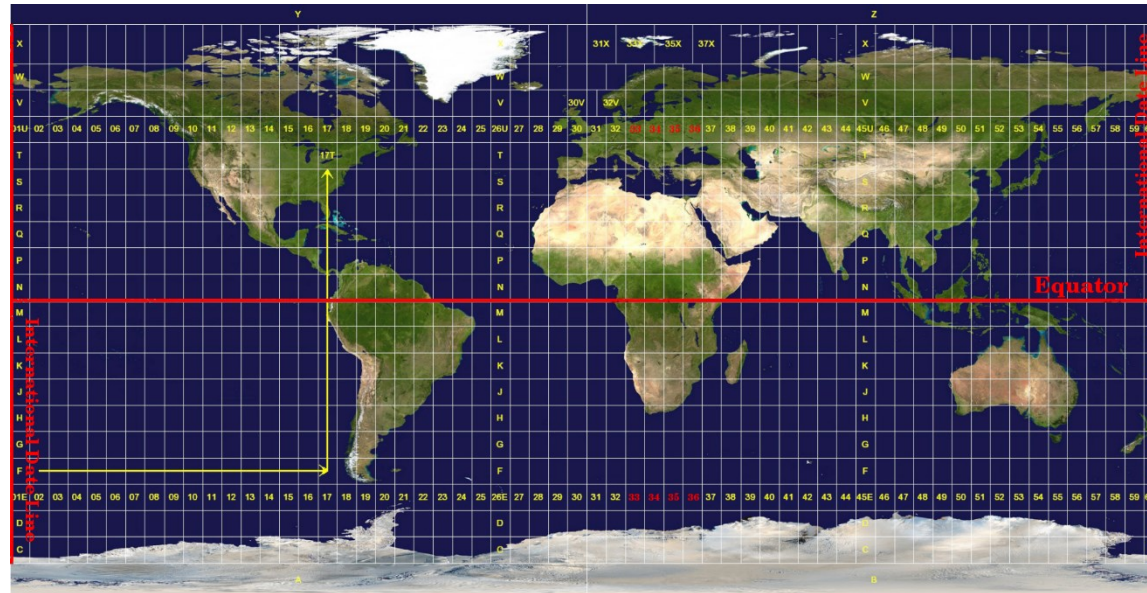 Y Z
X X 31X 33X 35X 37X X
W W W
V V 30V 32V V
01U 02 03 04 05 06 07 08 09 10 11 12 13 14 15 16 17 18 19 20 21 22 23 24 25 26U 27 28 29 30 31 32 33 34 35 36 37 38 39 40 41 42 43 44 45U 46 47 48 49 50 51 52 53 54 55 56 57 58 59
T 17T T T
S S S
R R R
Q Q Q
P P P
N N N
Equator
M M M
L L L
K K K
J J J
H H H
G G G
F F F
01E 02 03 04 05 06 07 08 09 10 11 12 13 14 15 16 17 18 19 20 21 22 23 24 25 26E 27 28 29 30 31 32 33 34 35 36 37 38 39 40 41 42 43 44 45E 46 47 48 49 50 51 52 53 54 55 56 57 58 59 6
D D D
C C C
A B
International Date Line
International Date Line